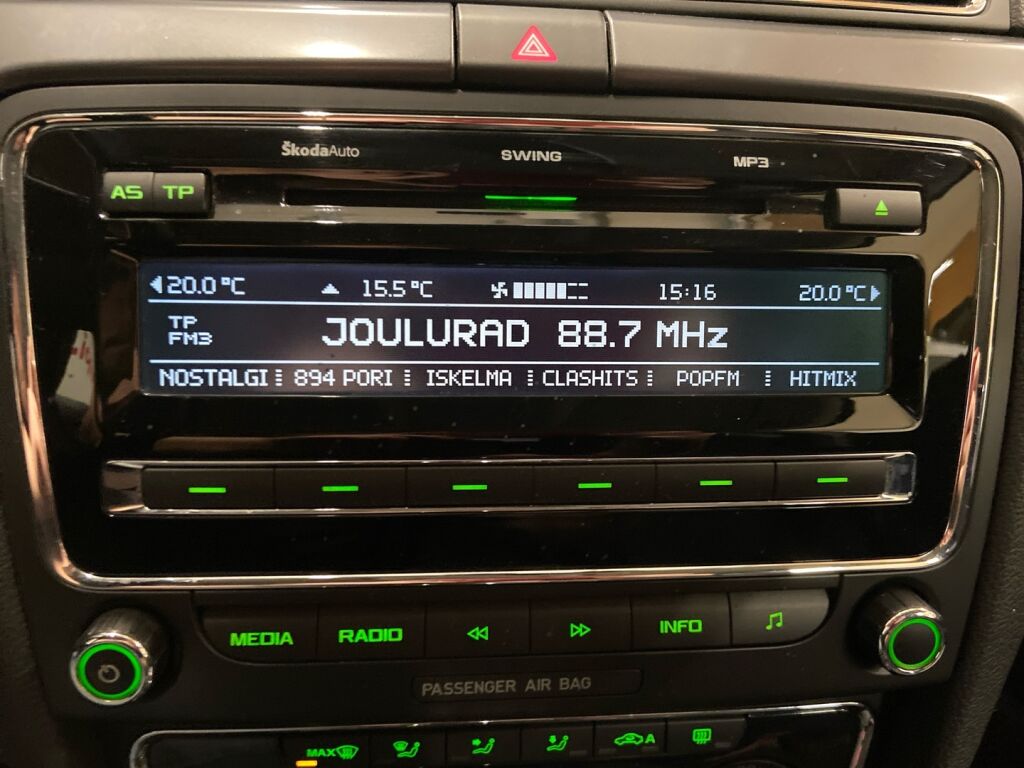 ŠkodaAuto SWING MP3
AS TP
20.0 °C 15.5 °C 15:16 20.0 °C
TP
FM3
JOULURAD 88.7 MHz
NOSTALGI 894 PORI ISKELMA CLASHITS POPFM HITMIX
MEDIA RADIO INFO
PASSENGER AIR BAG
MAX A